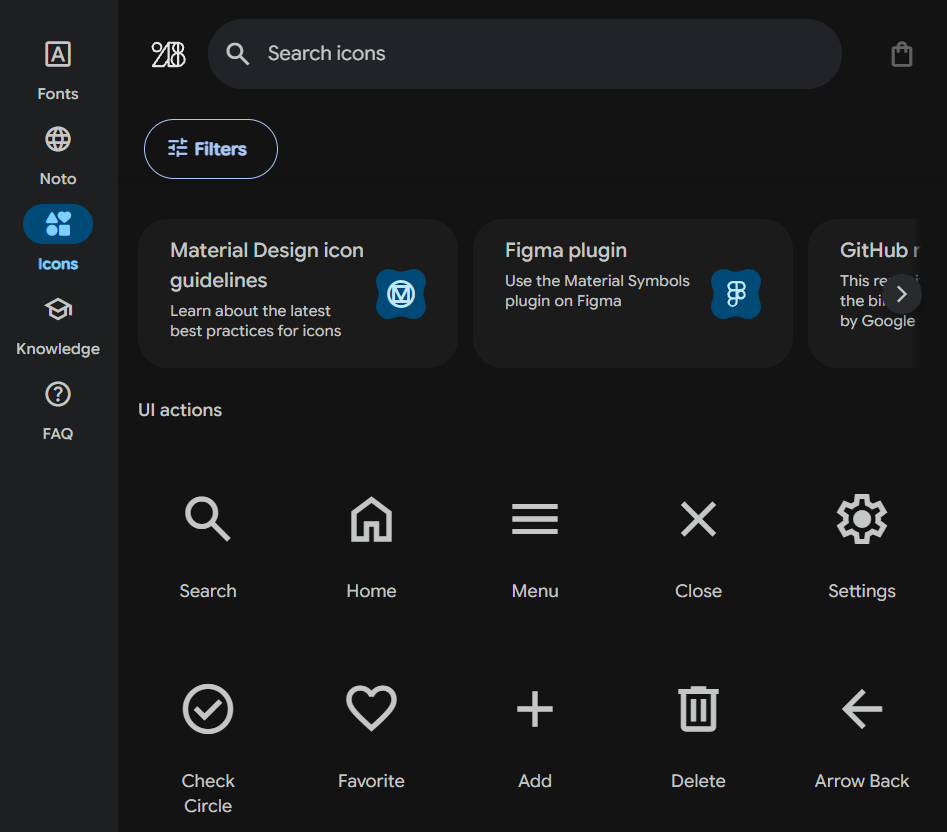 Fonts
Noto
Icons
Knowledge
FAQ
Search icons
Filters
Material Design icon
guidelines
Learn about the latest
best practices for icons
Figma plugin
Use the Material Symbols
plugin on Figma
GitHub
This
the
by Google
UI actions
Search
Home
Menu
Close
Settings
Check
Circle
Favorite
Add
Delete
Arrow Back